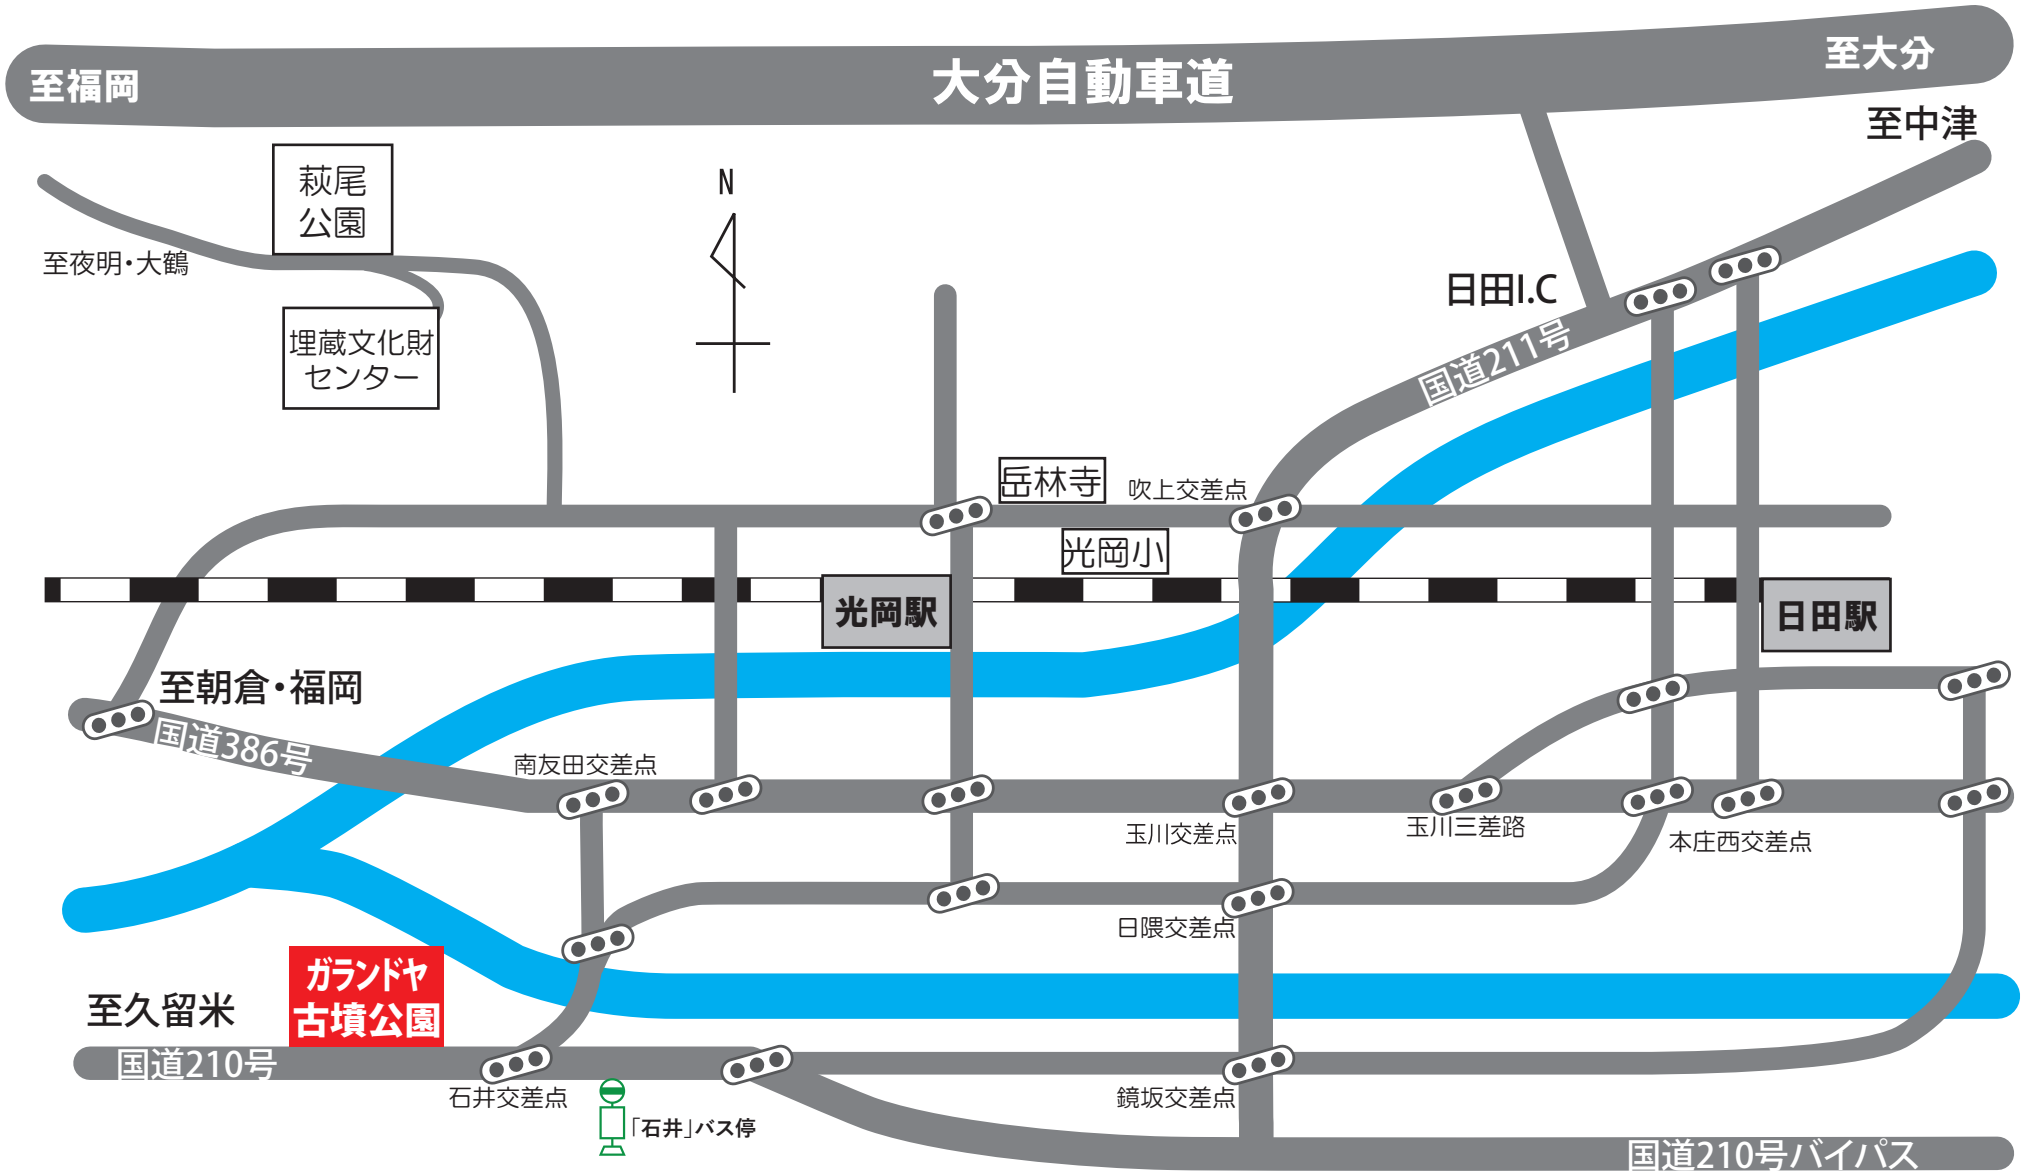 至福岡
大分自動車道
至大分
至中津
萩尾
公園
N
至夜明・大鶴
日田I.C
埋蔵文化財
センター
国道211号
岳林寺
吹上交差点
光岡小
光岡駅
日田駅
至朝倉・福岡
国道386号
南友田交差点
玉川交差点
玉川三差路
本庄西交差点
日隈交差点
ガランドヤ
古墳公園
至久留米
国道210号
石井交差点
「石井」バス停
鏡坂交差点
国道210号バイパス